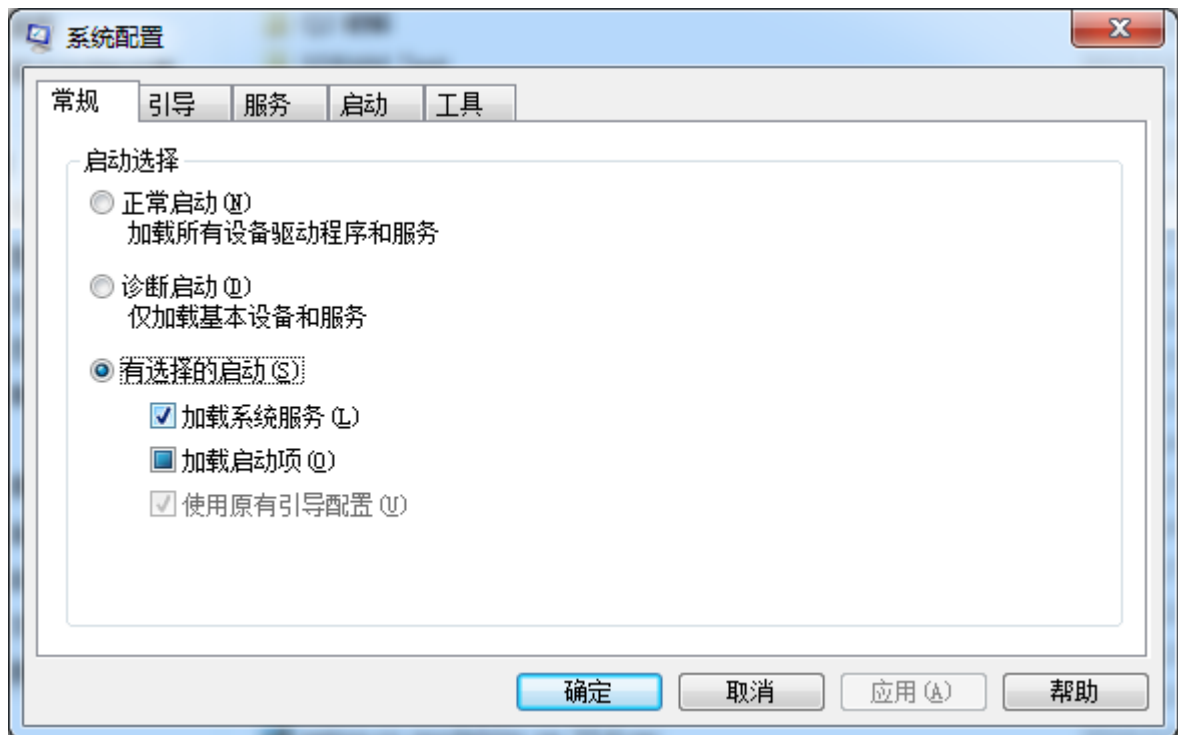 系统配置
常规 引导 服务 启动 工具
启动选择
正常启动(N)
加载所有设备驱动程序和服务
诊断启动(D)
仅加载基本设备和服务
有选择的启动(S)
加载系统服务(L)
加载启动项(O)
使用原有引导配置(U)
确定 取消 应用(A) 帮助